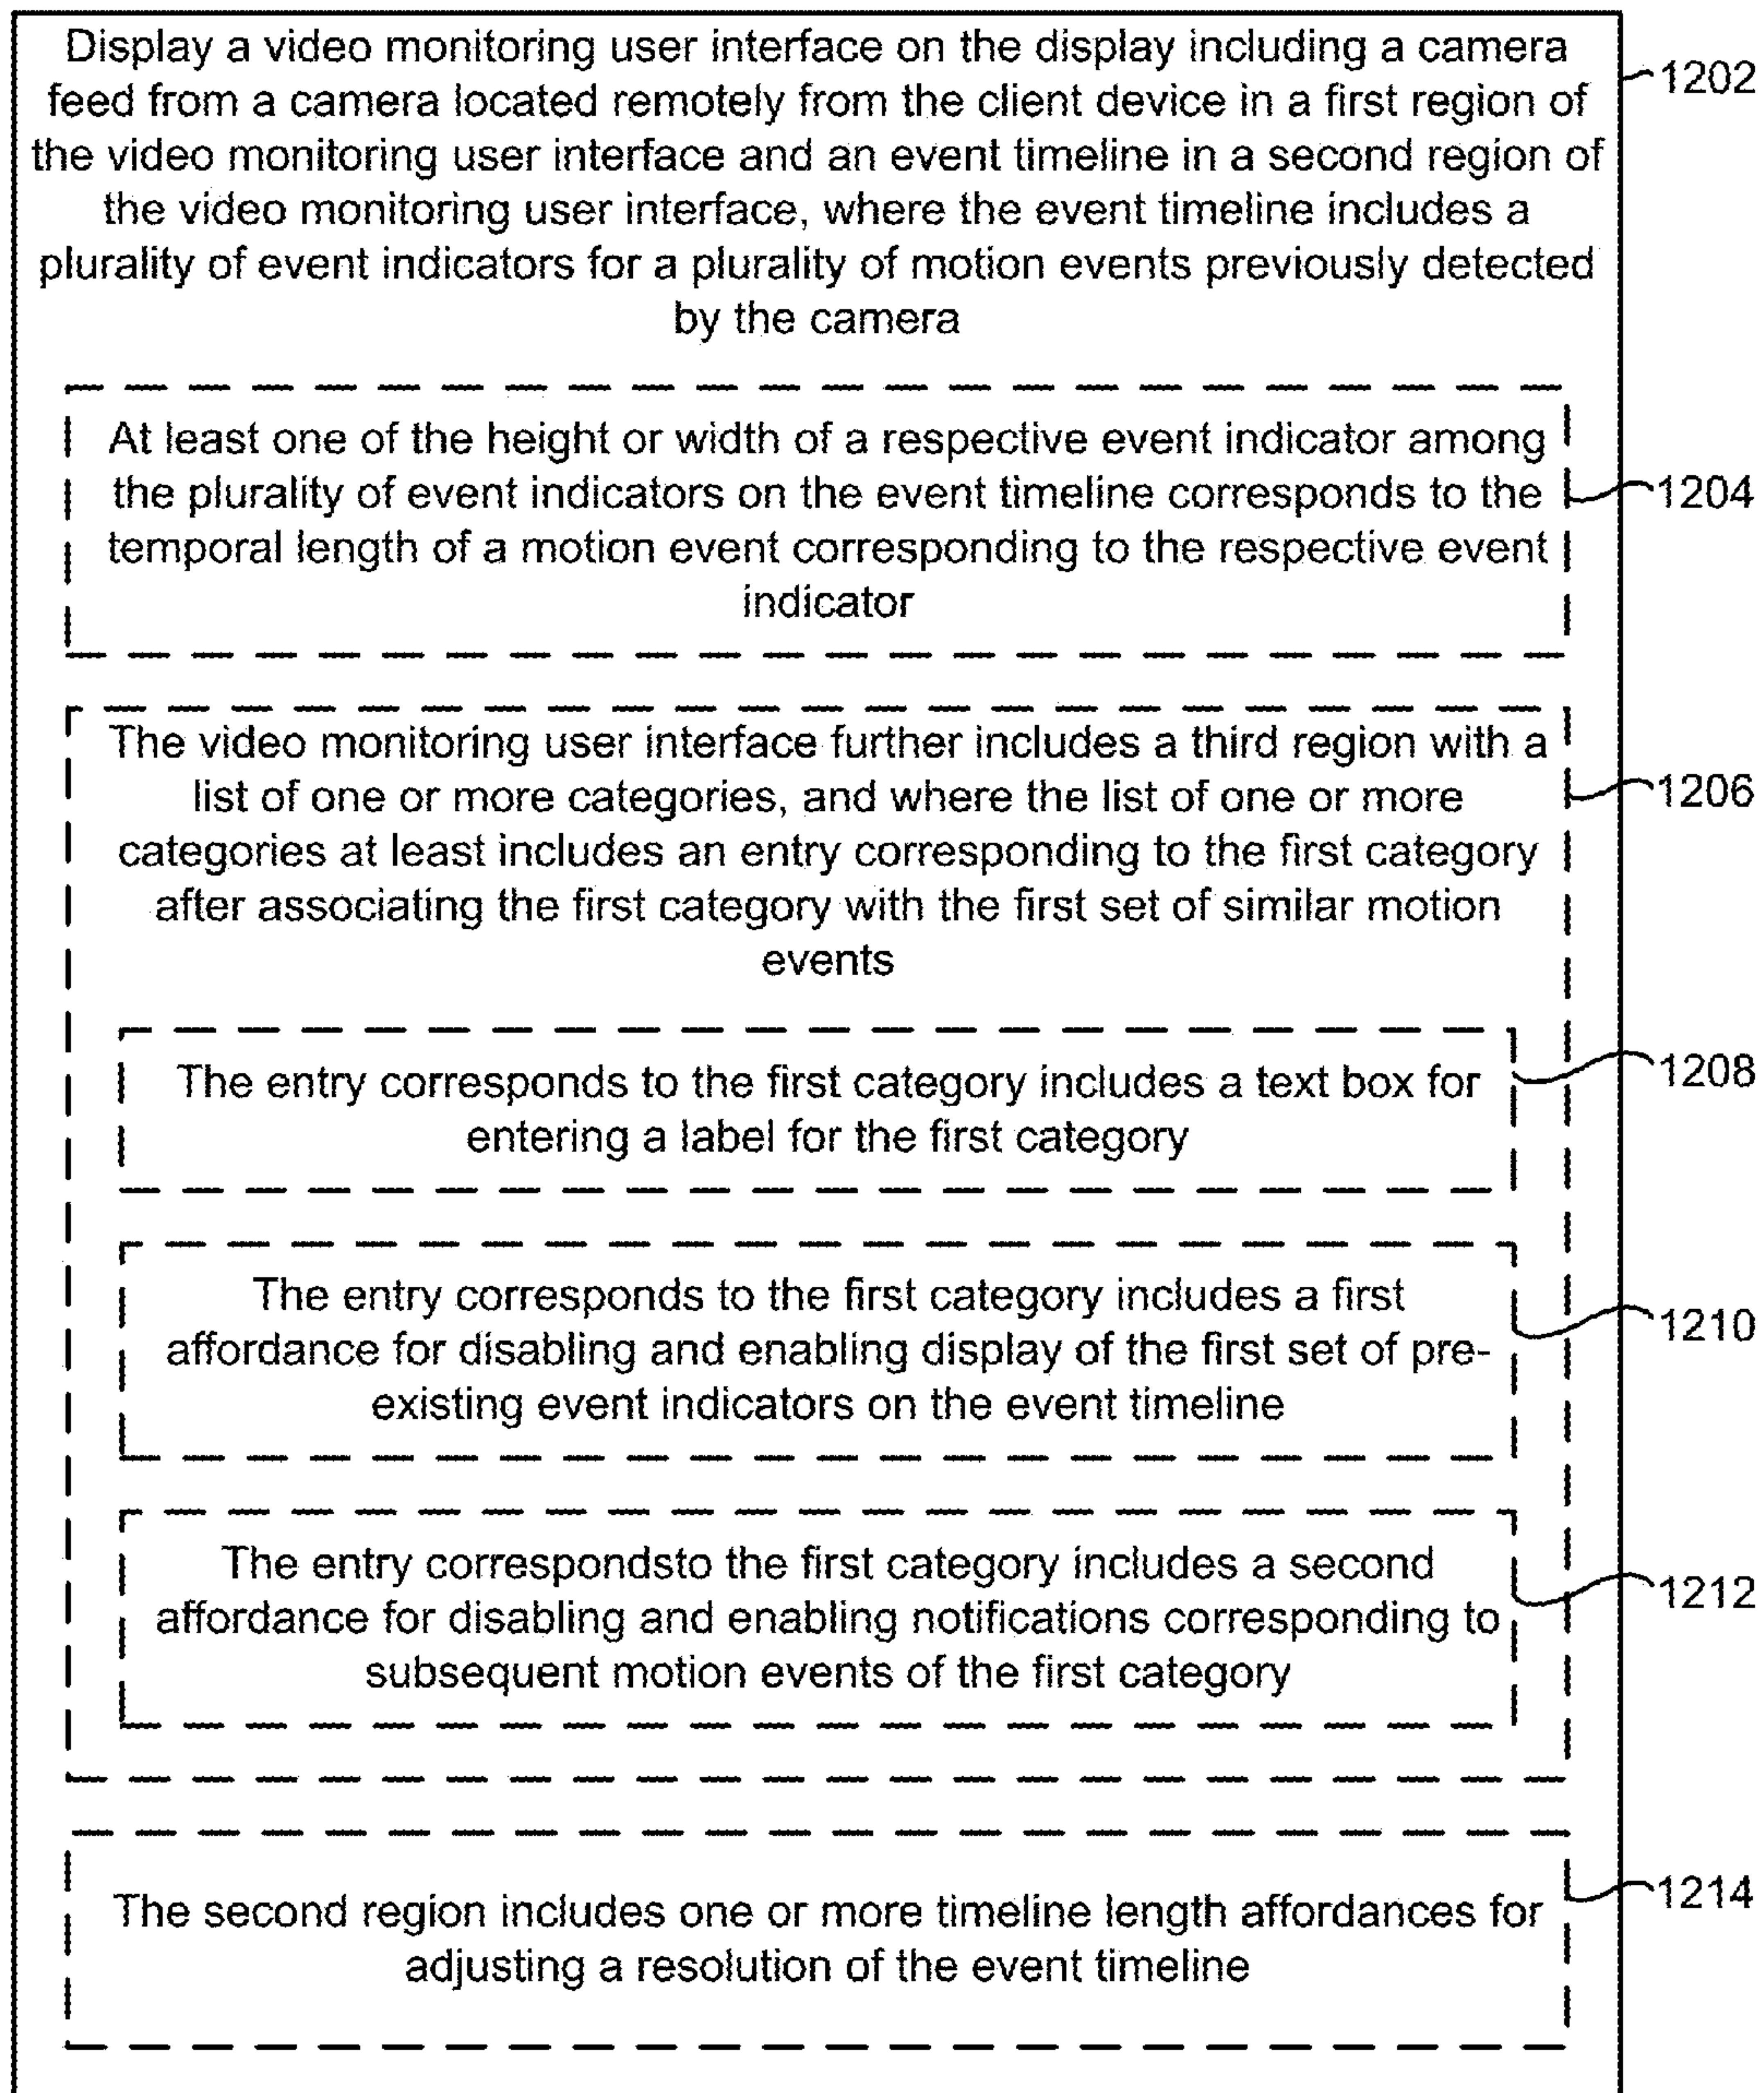 Display a video monitoring user interface on the display including a camera
feed from a camera located remotely from the client device in a first region of
the video monitoring user interface and an event timeline in a second region of
the video monitoring user interface, where the event timeline includes a
plurality of event indicators for a plurality of motion events previously detected
by the camera
1202
At least one of the height or width of a respective event indicator among
the plurality of event indicators on the event timeline corresponds to the
temporal length of a motion event corresponding to the respective event
indicator
1204
The video monitoring user interface further includes a third region with a
list of one or more categories, and where the list of one or more
categories at least includes an entry corresponding to the first category
after associating the first category with the first set of similar motion
events
1206
The entry corresponds to the first category includes a text box for
entering a label for the first category
1208
The entry corresponds to the first category includes a first
affordance for disabling and enabling display of the first set of pre-
existing event indicators on the event timeline
1210
The entry correspondsto the first category includes a second
affordance for disabling and enabling notifications corresponding to
subsequent motion events of the first category
1212
The second region includes one or more timeline length affordances for
adjusting a resolution of the event timeline
1214